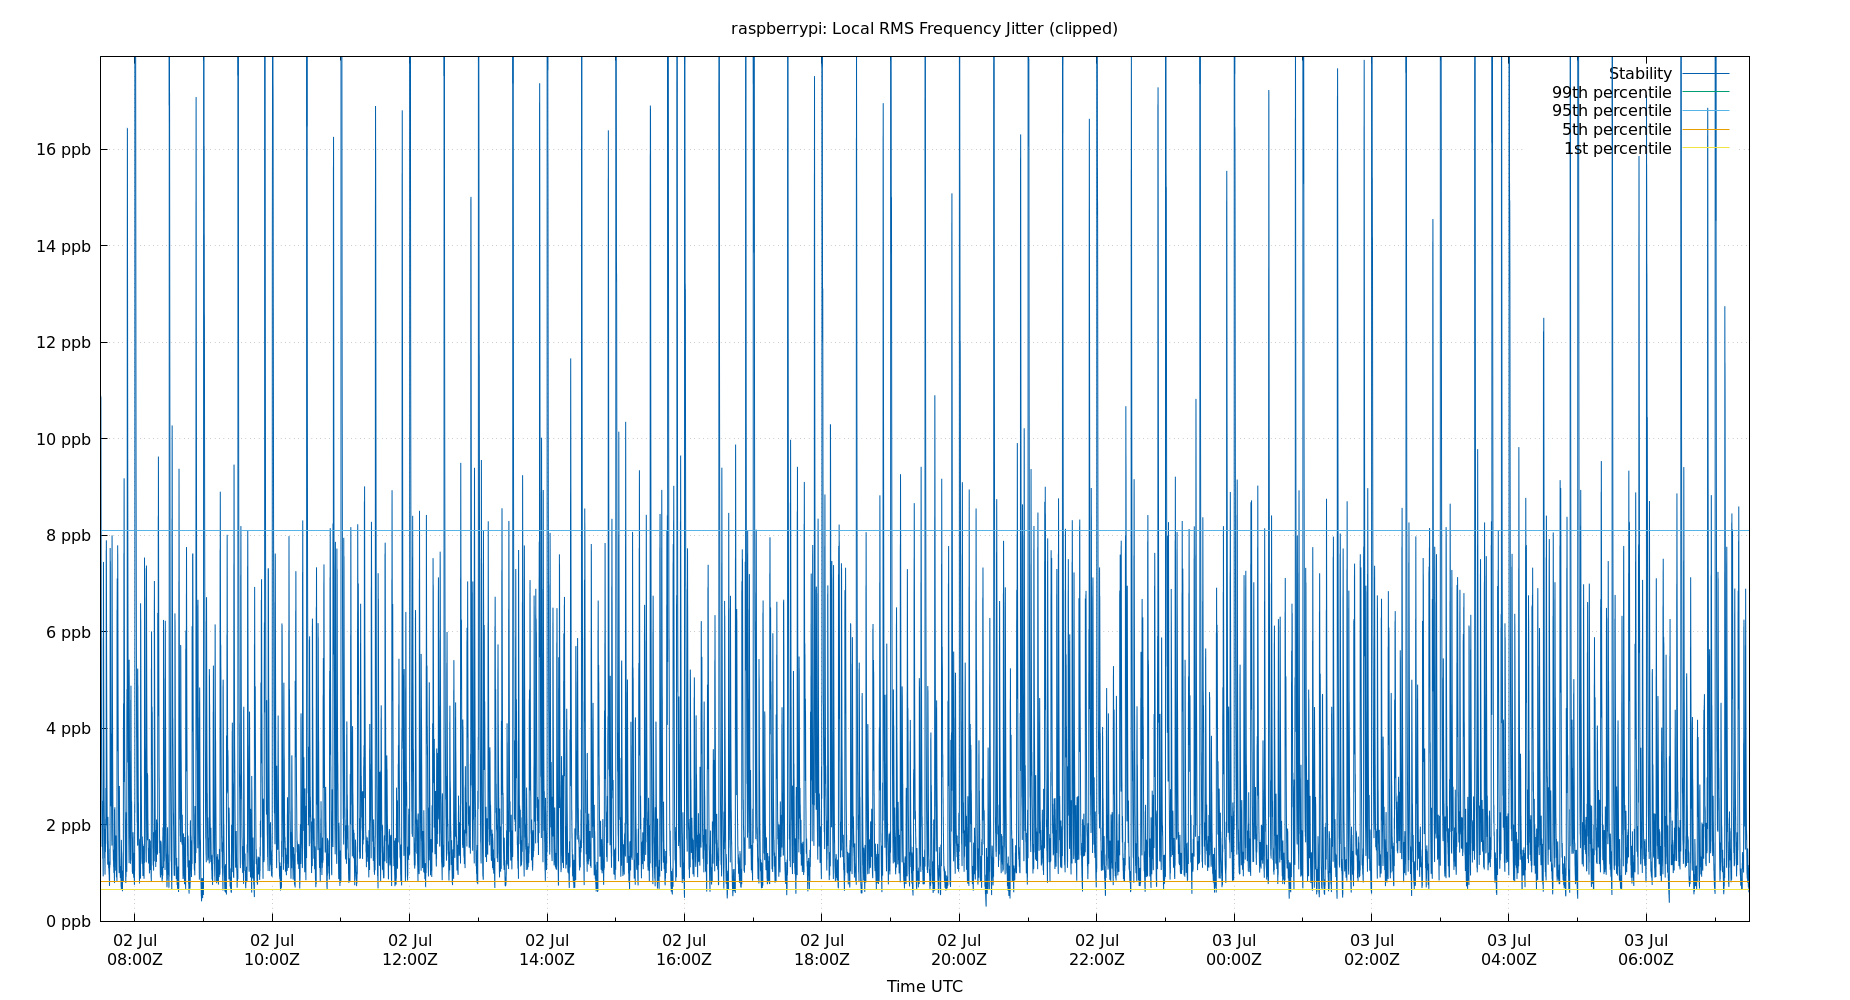 raspberrypi: Local RMS Frequency Jitter (clipped)
Stability
99th percentile
95th percentile
5th percentile
1st percentile
16 ppb
14 ppb
12 ppb
10 ppb
8 ppb
6 ppb
4 ppb
2 ppb
0 ppb
02 Jul 02 Jul 02 Jul 02 Jul 02 Jul 02 Jul 02 Jul 02 Jul 03 Jul 03 Jul 03 Jul 03 Jul
08:00Z 10:00Z 12:00Z 14:00Z 16:00Z 18:00Z 20:00Z 22:00Z 00:00Z 02:00Z 04:00Z 06:00Z
Time UTC